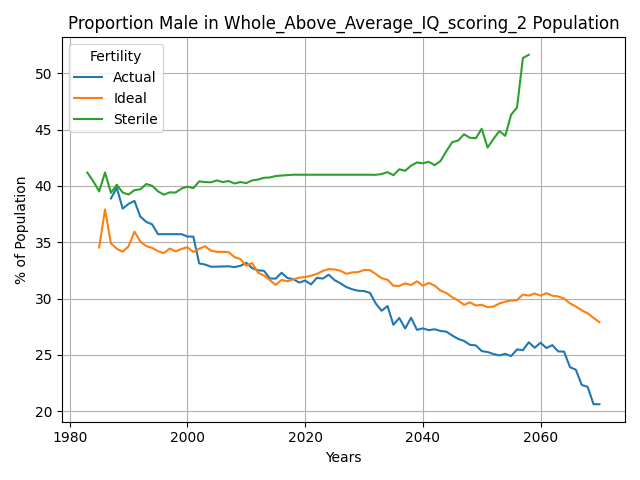 Proportion Male in Whole_Above_Average_IQ_scoring_2 Population
Fertility
Actual
Ideal
Sterile
% of Population
50
45
40
35
30
25
20
1980
2000
2020
2040
2060
Years